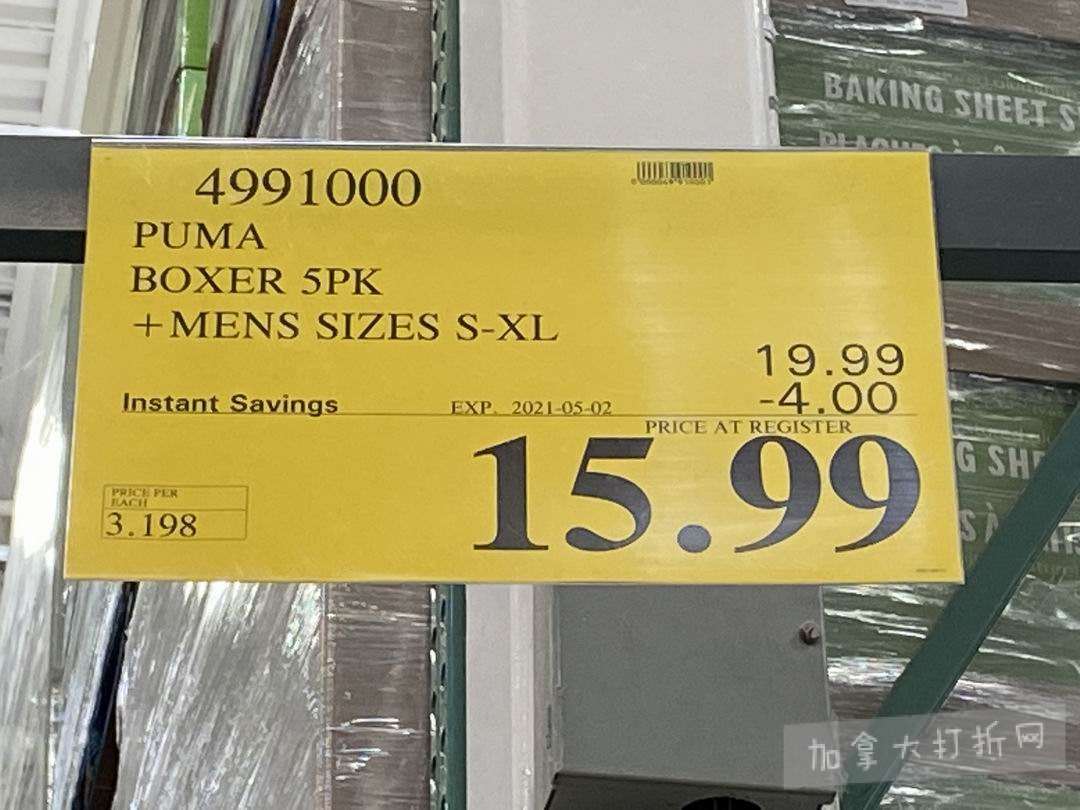 BAKING SHEET S
4991000
PUMA
BOXER 5PK
+MENS SIZES S-XL
19.99
-4.00
Instant Savings
EXP. 2021-05-02
PRICE AT REGISTER
15.99
PRICE PER
EACH
3.198
G SHE
加拿大打折网